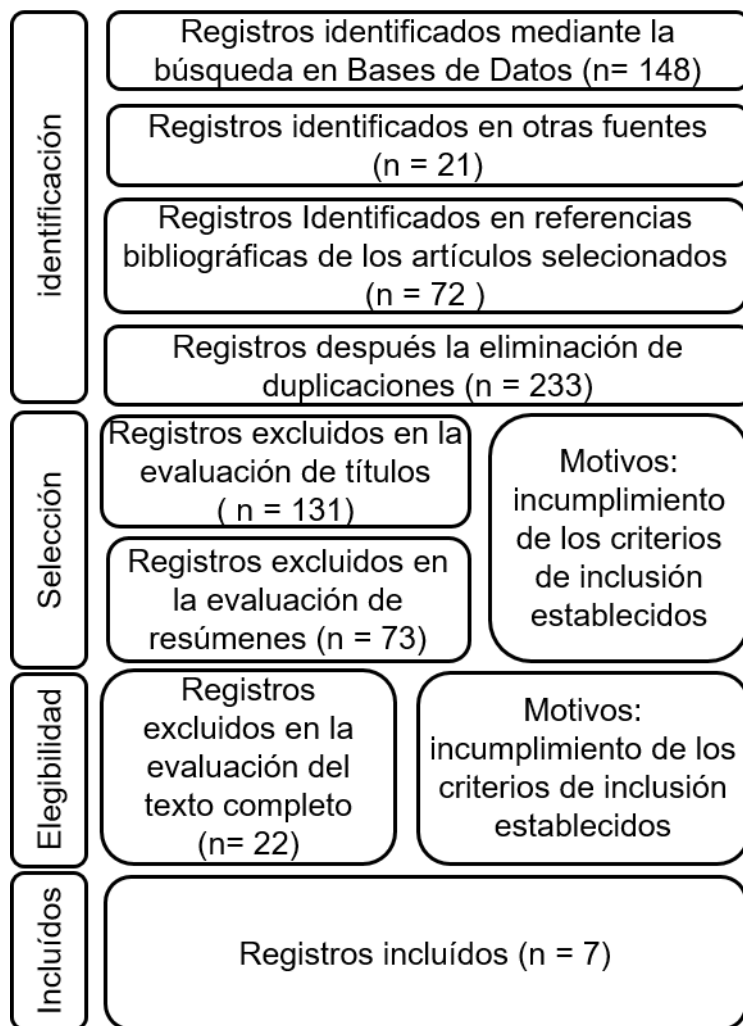 identificación
Registros identificados mediante la
búsqueda en Bases de Datos (n= 148)
Registros identificados en otras fuentes
(n = 21)
Registros Identificados en referencias
bibliográficas de los artículos selecionados
(n = 72 )
Registros después la eliminación de
duplicaciones (n = 233)
Selección
Registros excluidos en la
evaluación de títulos
( n = 131)
Registros excluidos en
la evaluación de
resúmenes (n = 73)
Motivos:
incumplimiento
de los criterios
de inclusión
establecidos
Elegibilidad
Registros
excluidos en la
evaluación del
texto completo
(n= 22)
Motivos:
incumplimiento de los
criterios de inclusión
establecidos
Incluídos
Registros incluídos (n = 7)